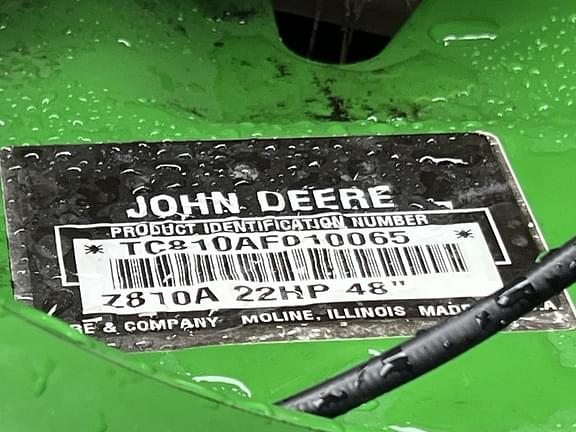 JOHN DEERE
PRODUCT IDENTIFICATION NUMBER
* TC810AF010065 *
Z810A 22HP 48"
& COMPANY MOLINE, ILLINOIS